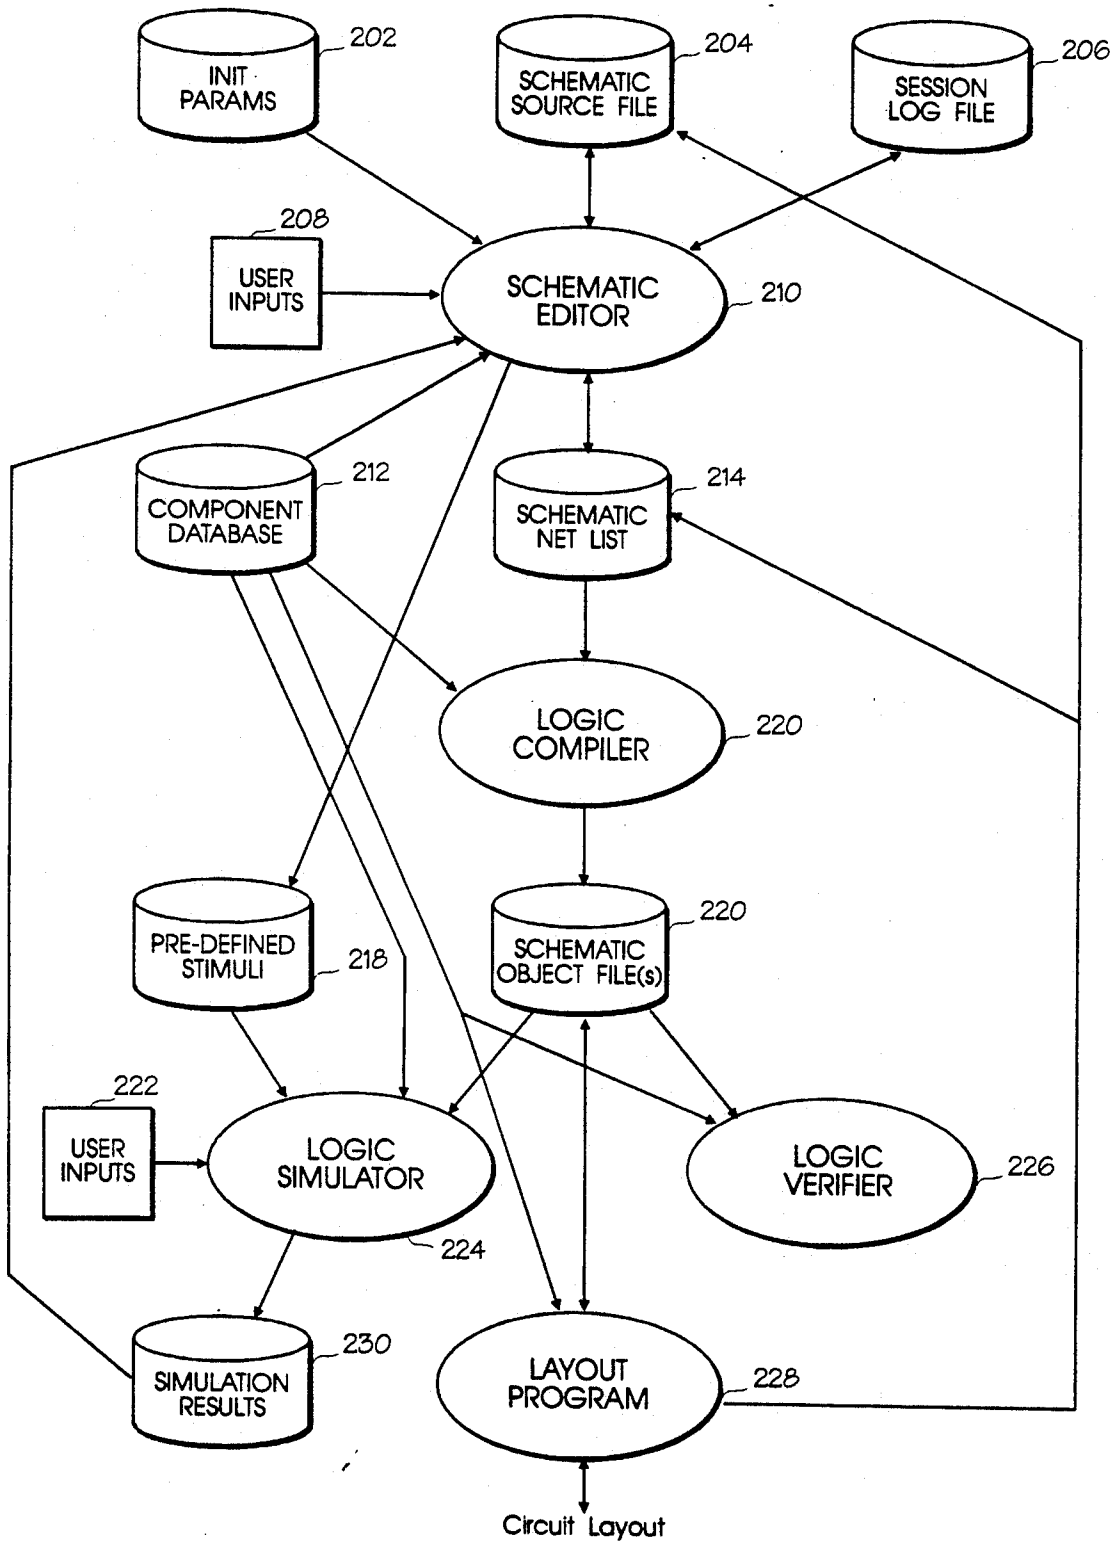 202
INIT
PARAMS
204
SCHEMATIC
SOURCE FILE
206
SESSION
LOG FILE
208
USER
INPUTS
SCHEMATIC
EDITOR
210
212
COMPONENT
DATABASE
214
SCHEMATIC
NET LIST
LOGIC
COMPILER
220
PRE-DEFINED
STIMULI
218
220
SCHEMATIC
OBJECT FILE(s)
222
USER
INPUTS
LOGIC
SIMULATOR
224
LOGIC
VERIFIER
226
230
SIMULATION
RESULTS
LAYOUT
PROGRAM
228
Circuit Layout